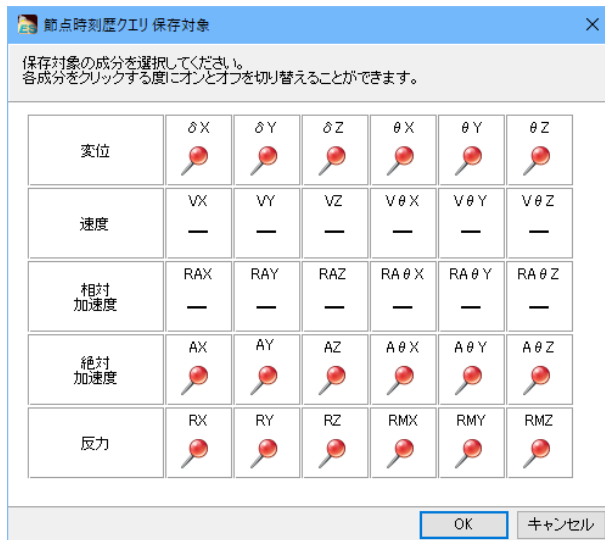 節点時刻歴クエリ 保存対象
保存対象の成分を選択してください。
各成分をクリックする度にオンとオフを切り替えることができます。
変位 δX δY δZ θX θY θZ
速度 VX VY VZ VθX VθY VθZ
相対
加速度 RAX RAY RAZ RAθX RAθY RAθZ
絶対
加速度 AX AY AZ AθX AθY AθZ
反力 RX RY RZ RMX RMY RMZ
OK キャンセル